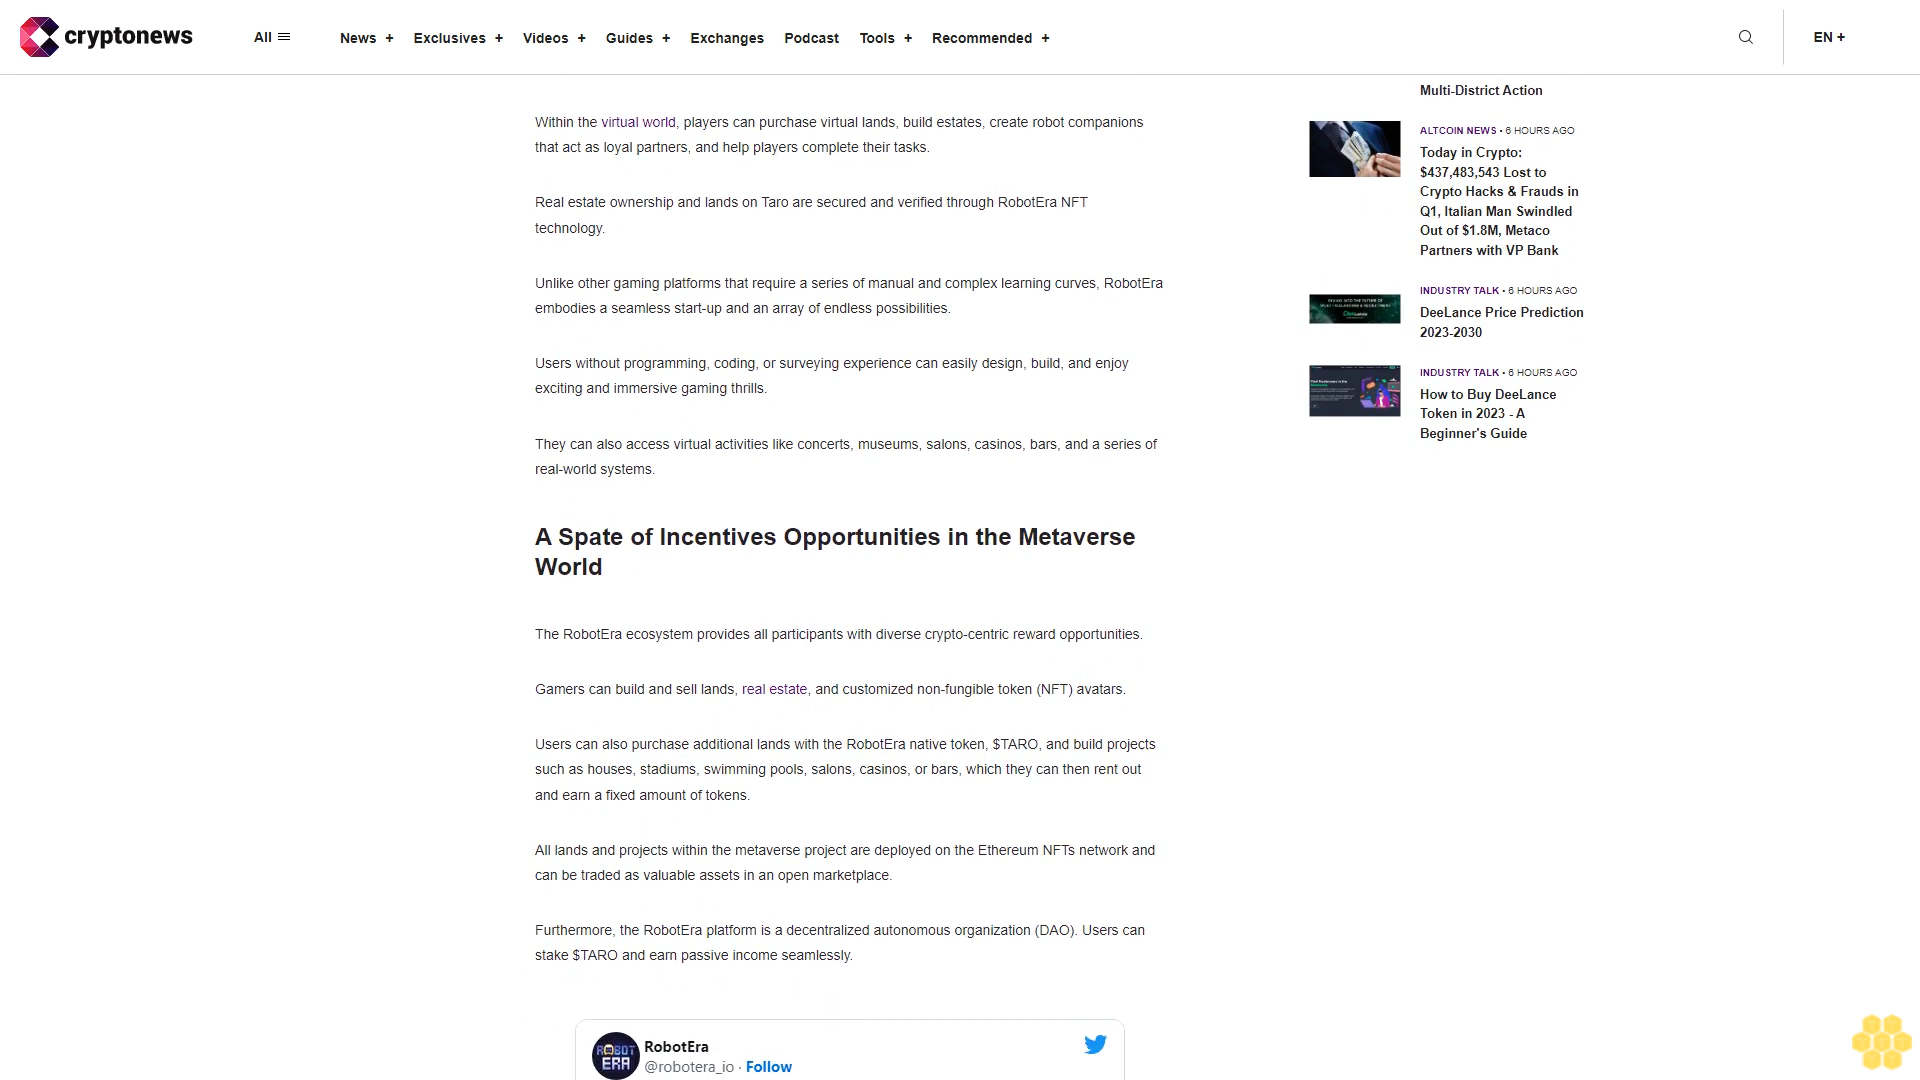 cryptonews
All
News +
Exclusives +
Videos +
Guides +
Exchanges
Podcast
Tools +
Recommended +
EN +
Within the virtual world, players can purchase virtual lands, build estates, create robot companions
that act as loyal partners, and help players complete their tasks.
Real estate ownership and lands on Taro are secured and verified through RobotEra NFT
technology.
Unlike other gaming platforms that require a series of manual and complex learning curves, RobotEra
embodies a seamless start-up and an array of endless possibilities.
Users without programming, coding, or surveying experience can easily design, build, and enjoy
exciting and immersive gaming thrills.
They can also access virtual activities like concerts, museums, salons, casinos, bars, and a series of
real-world systems.
A Spate of Incentives Opportunities in the Metaverse
World
The RobotEra ecosystem provides all participants with diverse crypto-centric reward opportunities.
Gamers can build and sell lands, real estate, and customized non-fungible token (NFT) avatars.
Users can also purchase additional lands with the RobotEra native token, $TARO, and build projects
such as houses, stadiums, swimming pools, salons, casinos, or bars, which they can then rent out
and earn a fixed amount of tokens.
All lands and projects within the metaverse project are deployed on the Ethereum NFTs network and
can be traded as valuable assets in an open marketplace.
Furthermore, the RobotEra platform is a decentralized autonomous organization (DAO). Users can
stake $TARO and earn passive income seamlessly.
ROBOT
ERA
RobotEra
@robotera_io · Follow
Multi-District Action
ALTCOIN NEWS • 6 HOURS AGO
Today in Crypto:
$437,483,543 Lost to
Crypto Hacks & Frauds in
Q1, Italian Man Swindled
Out of $1.8M, Metaco
Partners with VP Bank
INDUSTRY TALK • 6 HOURS AGO
DeeLance Price Prediction
2023-2030
INDUSTRY TALK • 6 HOURS AGO
How to Buy DeeLance
Token in 2023 - A
Beginner's Guide